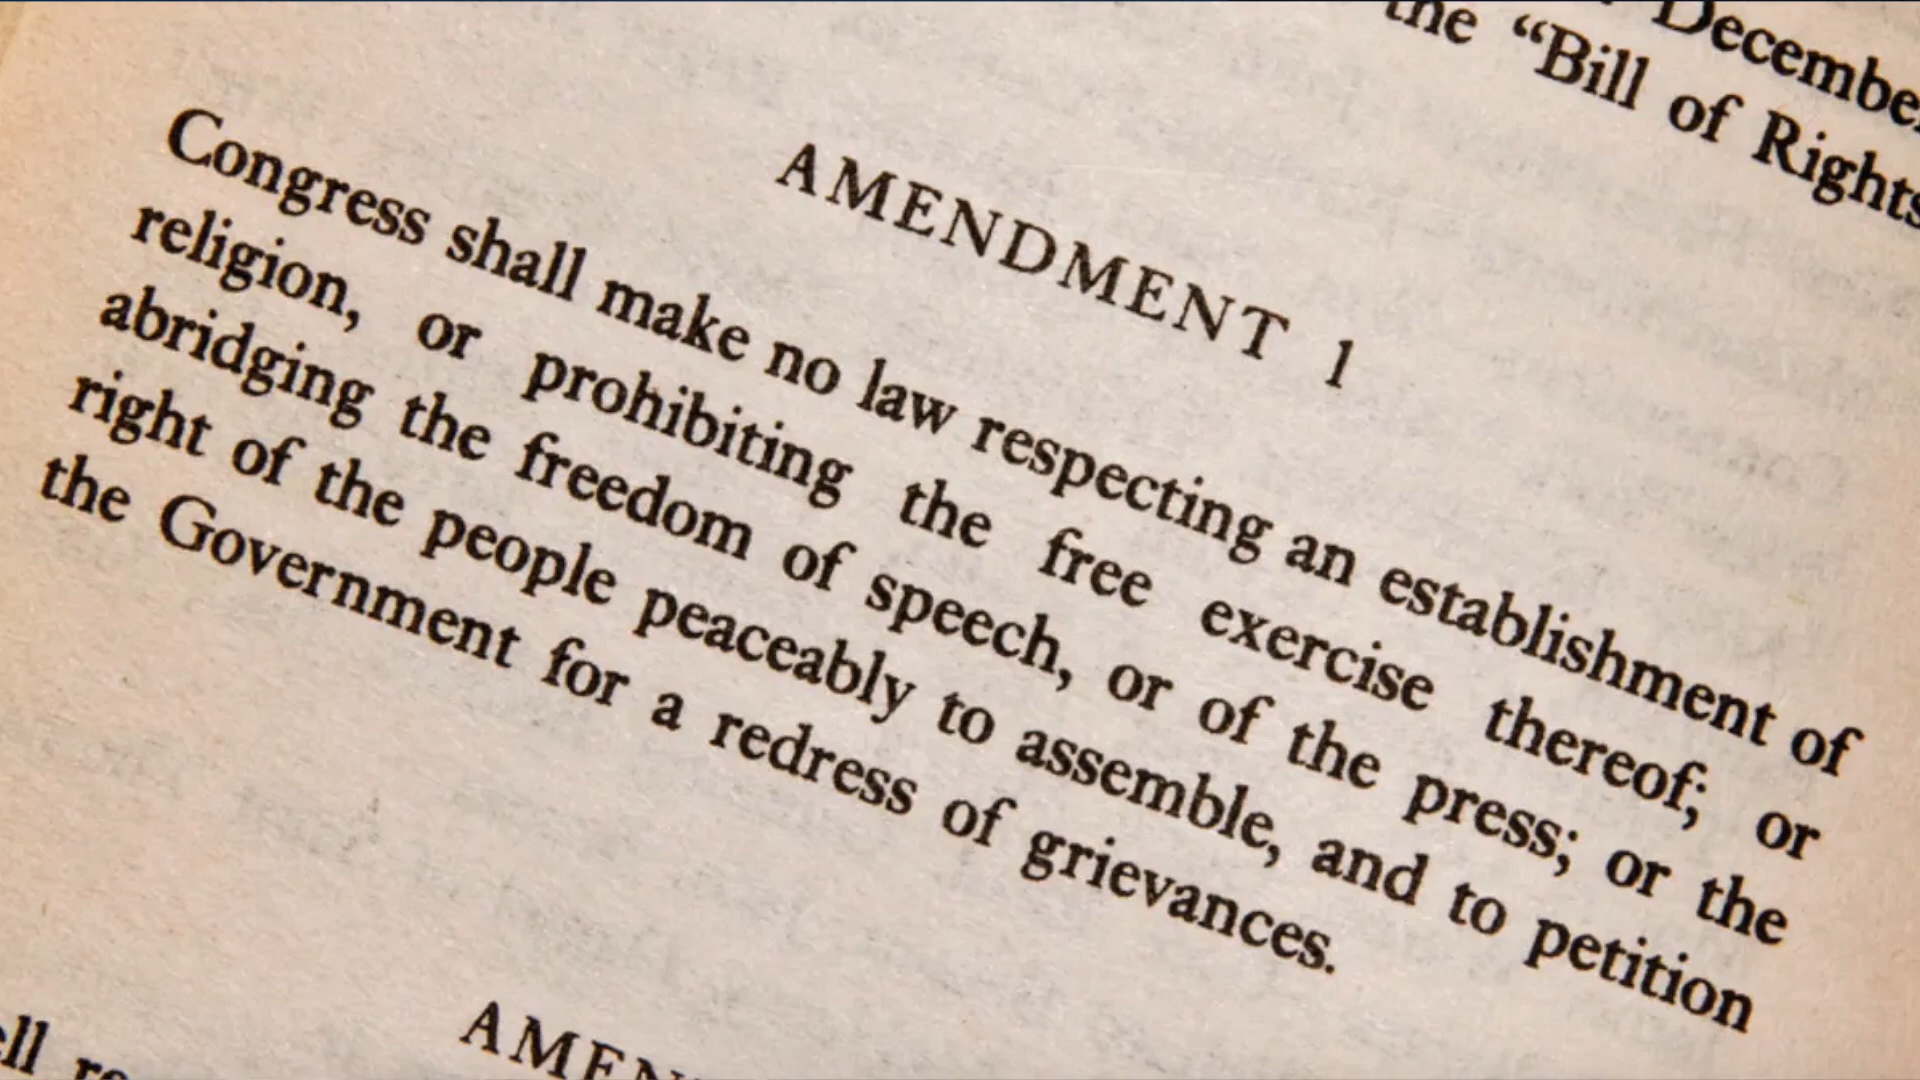 December
the “Bill of Rights
AMENDMENT 1
Congress shall make no law respecting an establishment of
religion, or prohibiting the free exercise thereof; or
abridging the freedom of speech, or of the press; or the
right of the people peaceably to assemble, and to petition
the Government for a redress of grievances.